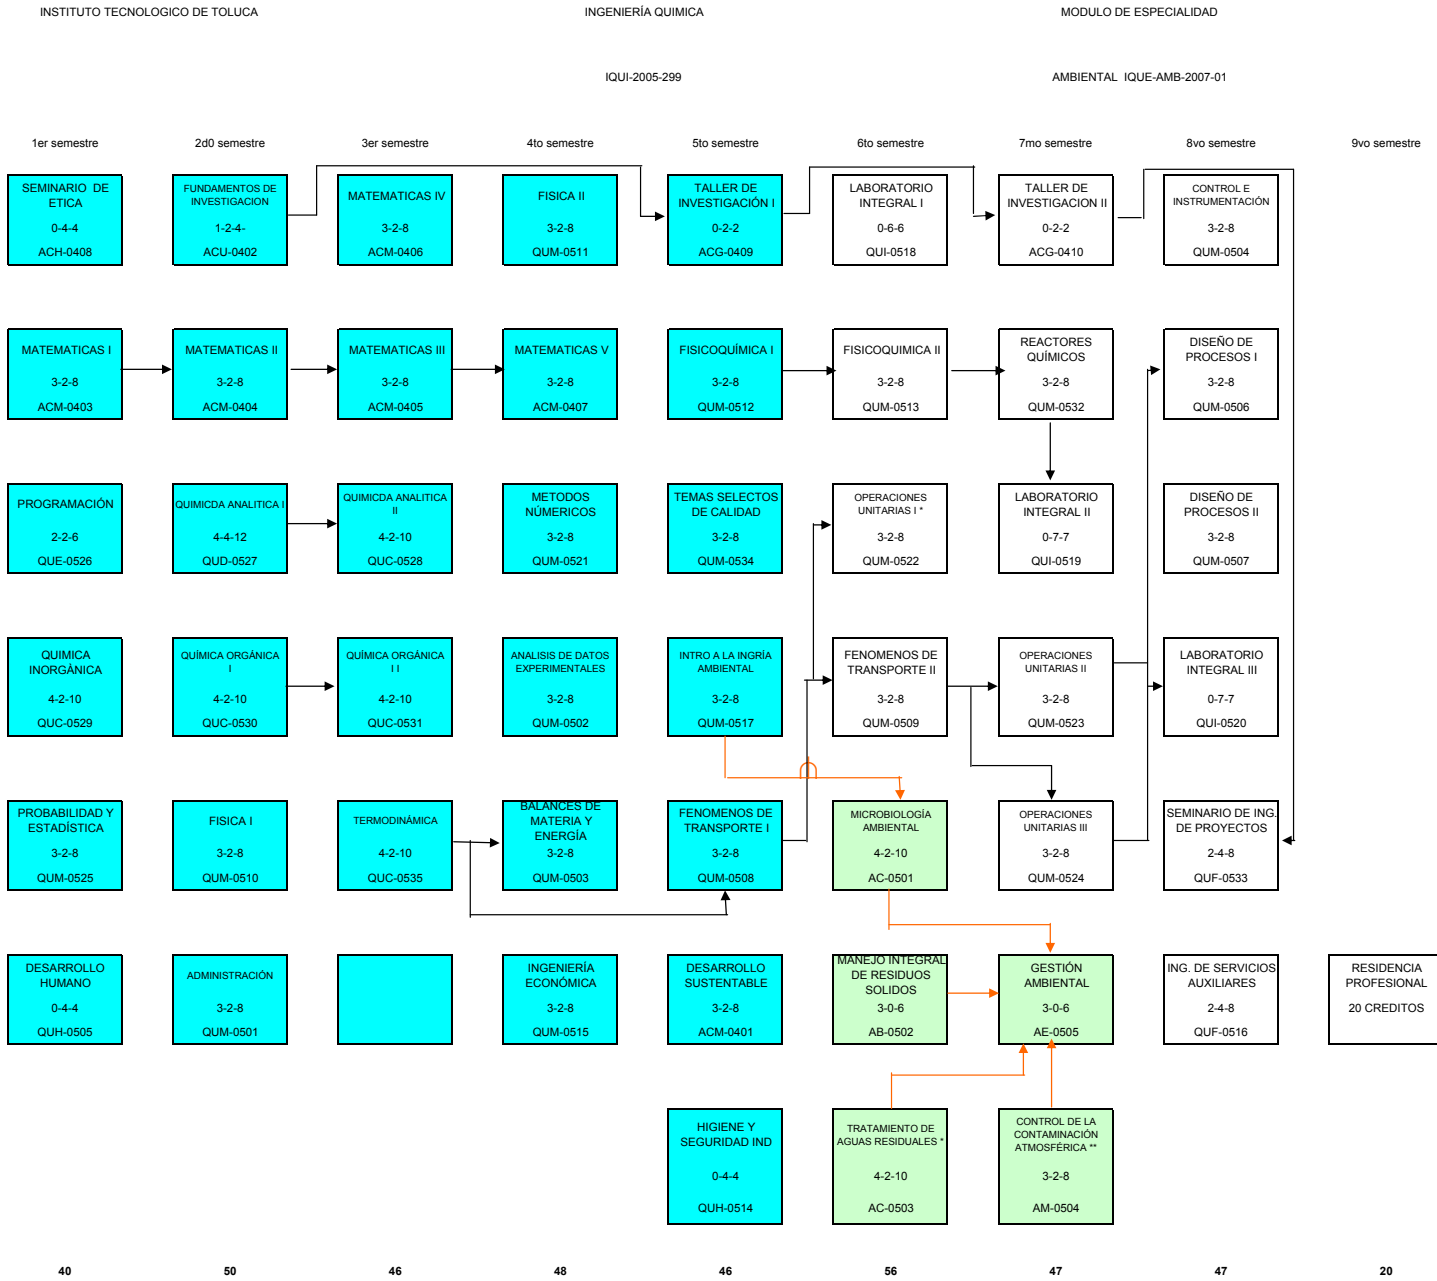 INSTITUTO TECNOLOGICO DE TOLUCA
INGENIERÍA QUIMICA
MODULO DE ESPECIALIDAD
IQUI-2005-299
AMBIENTAL IQUE-AMB-2007-01
1er semestre
2d0 semestre
3er semestre
4to semestre
5to semestre
6to semestre
7mo semestre
8vo semestre
9vo semestre
SEMINARIO DE
ETICA
0-4-4
ACH-0408
FUNDAMENTOS DE
INVESTIGACION
1-2-4-
ACU-0402
MATEMATICAS IV
3-2-8
ACM-0406
FISICA II
3-2-8
QUM-0511
TALLER DE
INVESTIGACIÓN I
0-2-2
ACG-0409
LABORATORIO
INTEGRAL I
0-6-6
QUI-0518
TALLER DE
INVESTIGACION II
0-2-2
ACG-0410
CONTROL E
INSTRUMENTACIÓN
3-2-8
QUM-0504
MATEMATICAS I
3-2-8
ACM-0403
MATEMATICAS II
3-2-8
ACM-0404
MATEMATICAS III
3-2-8
ACM-0405
MATEMATICAS V
3-2-8
ACM-0407
FISICOQUÍMICA I
3-2-8
QUM-0512
FISICOQUIMICA II
3-2-8
QUM-0513
REACTORES
QUÍMICOS
3-2-8
QUM-0532
DISEÑO DE
PROCESOS I
3-2-8
QUM-0506
PROGRAMACIÓN
2-2-6
QUE-0526
QUIMICDA ANALITICA I
4-4-12
QUD-0527
QUIMICDA ANALITICA
II
4-2-10
QUC-0528
METODOS
NÚMERICOS
3-2-8
QUM-0521
TEMAS SELECTOS
DE CALIDAD
3-2-8
QUM-0534
OPERACIONES
UNITARIAS I *
3-2-8
QUM-0522
LABORATORIO
INTEGRAL II
0-7-7
QUI-0519
DISEÑO DE
PROCESOS II
3-2-8
QUM-0507
QUIMICA
INORGÀNICA
4-2-10
QUC-0529
QUÍMICA ORGÁNICA
I
4-2-10
QUC-0530
QUÍMICA ORGÁNICA
I I
4-2-10
QUC-0531
ANALISIS DE DATOS
EXPERIMENTALES
3-2-8
QUM-0502
INTRO A LA INGRÍA
AMBIENTAL
3-2-8
QUM-0517
FENOMENOS DE
TRANSPORTE II
3-2-8
QUM-0509
OPERACIONES
UNITARIAS II
3-2-8
QUM-0523
LABORATORIO
INTEGRAL III
0-7-7
QUI-0520
PROBABILIDAD Y
ESTADÍSTICA
3-2-8
QUM-0525
FISICA I
3-2-8
QUM-0510
TERMODINÁMICA
4-2-10
QUC-0535
BALANCES DE
MATERIA Y
ENERGÍA
3-2-8
QUM-0503
FENOMENOS DE
TRANSPORTE I
3-2-8
QUM-0508
MICROBIOLOGÍA
AMBIENTAL
4-2-10
AC-0501
OPERACIONES
UNITARIAS III
3-2-8
QUM-0524
SEMINARIO DE ING.
DE PROYECTOS
2-4-8
QUF-0533
DESARROLLO
HUMANO
0-4-4
QUH-0505
ADMINISTRACIÓN
3-2-8
QUM-0501
INGENIERÍA
ECONÓMICA
3-2-8
QUM-0515
DESARROLLO
SUSTENTABLE
3-2-8
ACM-0401
MANEJO INTEGRAL
DE RESIDUOS
SOLIDOS
3-0-6
AB-0502
GESTIÓN
AMBIENTAL
3-0-6
AE-0505
ING. DE SERVICIOS
AUXILIARES
2-4-8
QUF-0516
RESIDENCIA
PROFESIONAL
20 CREDITOS
HIGIENE Y
SEGURIDAD IND
0-4-4
QUH-0514
TRATAMIENTO DE
AGUAS RESIDUALES *
4-2-10
AC-0503
CONTROL DE LA
CONTAMINACIÓN
ATMOSFÉRICA **
3-2-8
AM-0504
40
50
46
48
46
56
47
47
20